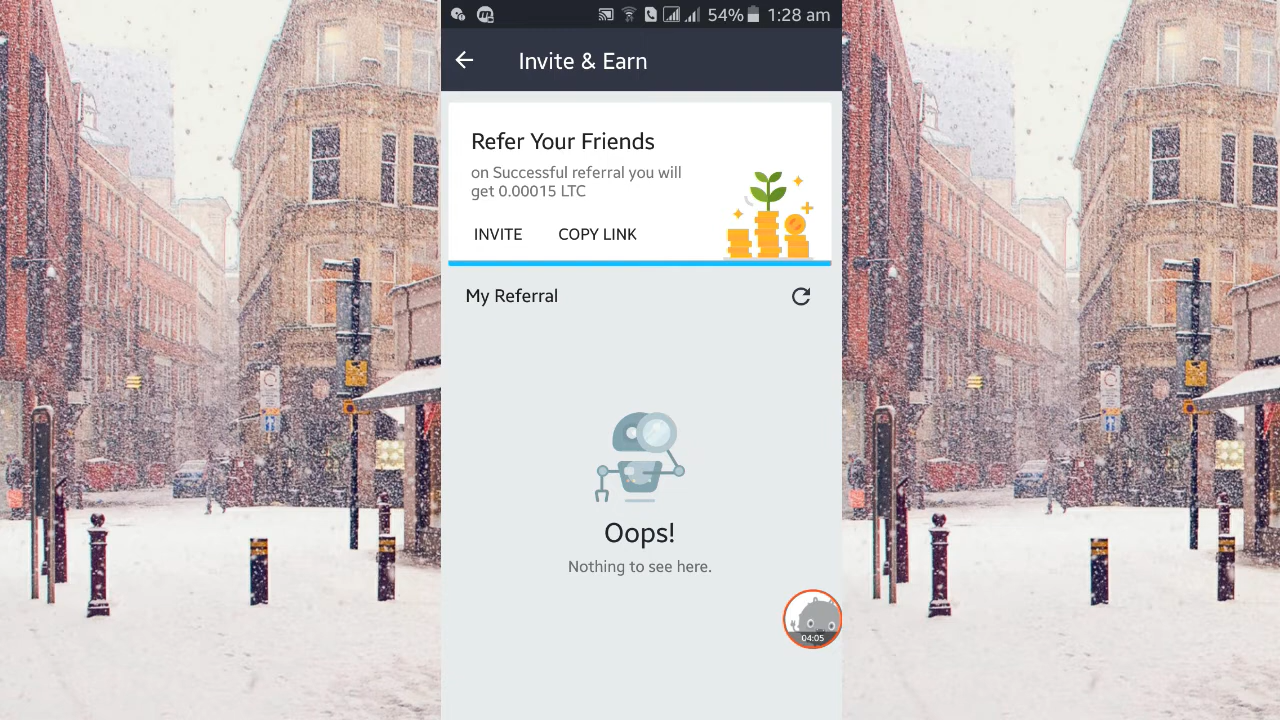 54% 1:28 am
Invite & Earn
Refer Your Friends
on Successful referral you will
get 0.00015 LTC
INVITE COPY LINK
My Referral
Oops!
Nothing to see here.
04:05